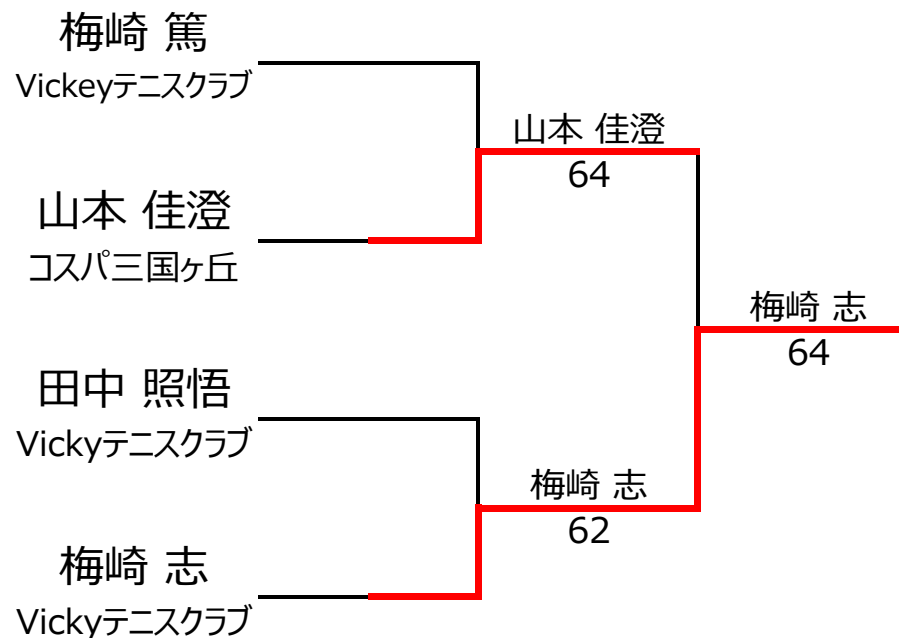 梅崎 篤
Vickeyテニスクラブ
山本 佳澄
64
山本 佳澄
コスパ三国ヶ丘
梅崎 志
64
田中 照悟
Vickyテニスクラブ
梅崎 志
62
梅崎 志
Vickyテニスクラブ